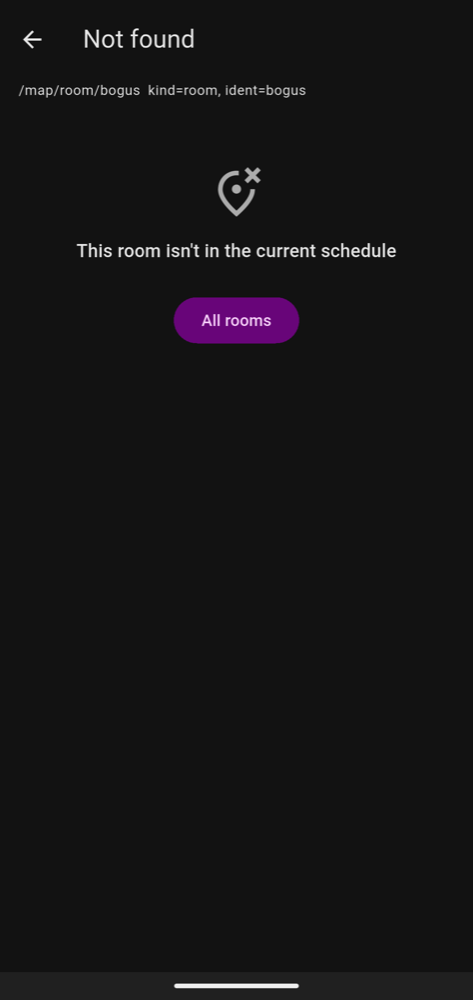 Not found
/map/room/bogus  kind=room, ident=bogus
This room isn't in the current schedule
All rooms